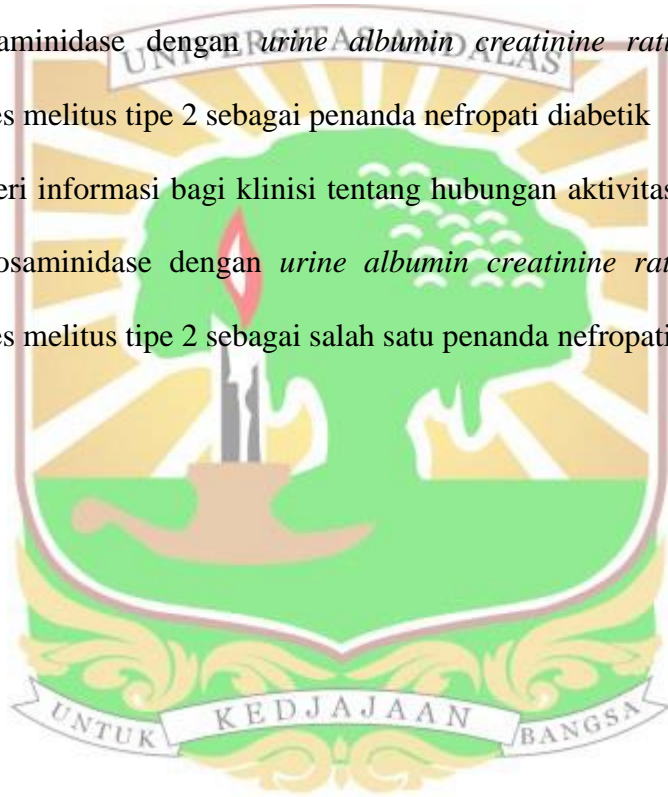 aminidase dengan urine albumin creatinine rat
UNIVERSITAS ANDALAS
es melitus tipe 2 sebagai penanda nefropati diabetik
eri informasi bagi klinisi tentang hubungan aktivitas
osaminidase dengan urine albumin creatinine rat
es melitus tipe 2 sebagai salah satu penanda nefropati
UNTUK KEDJAJAAN BANGSA